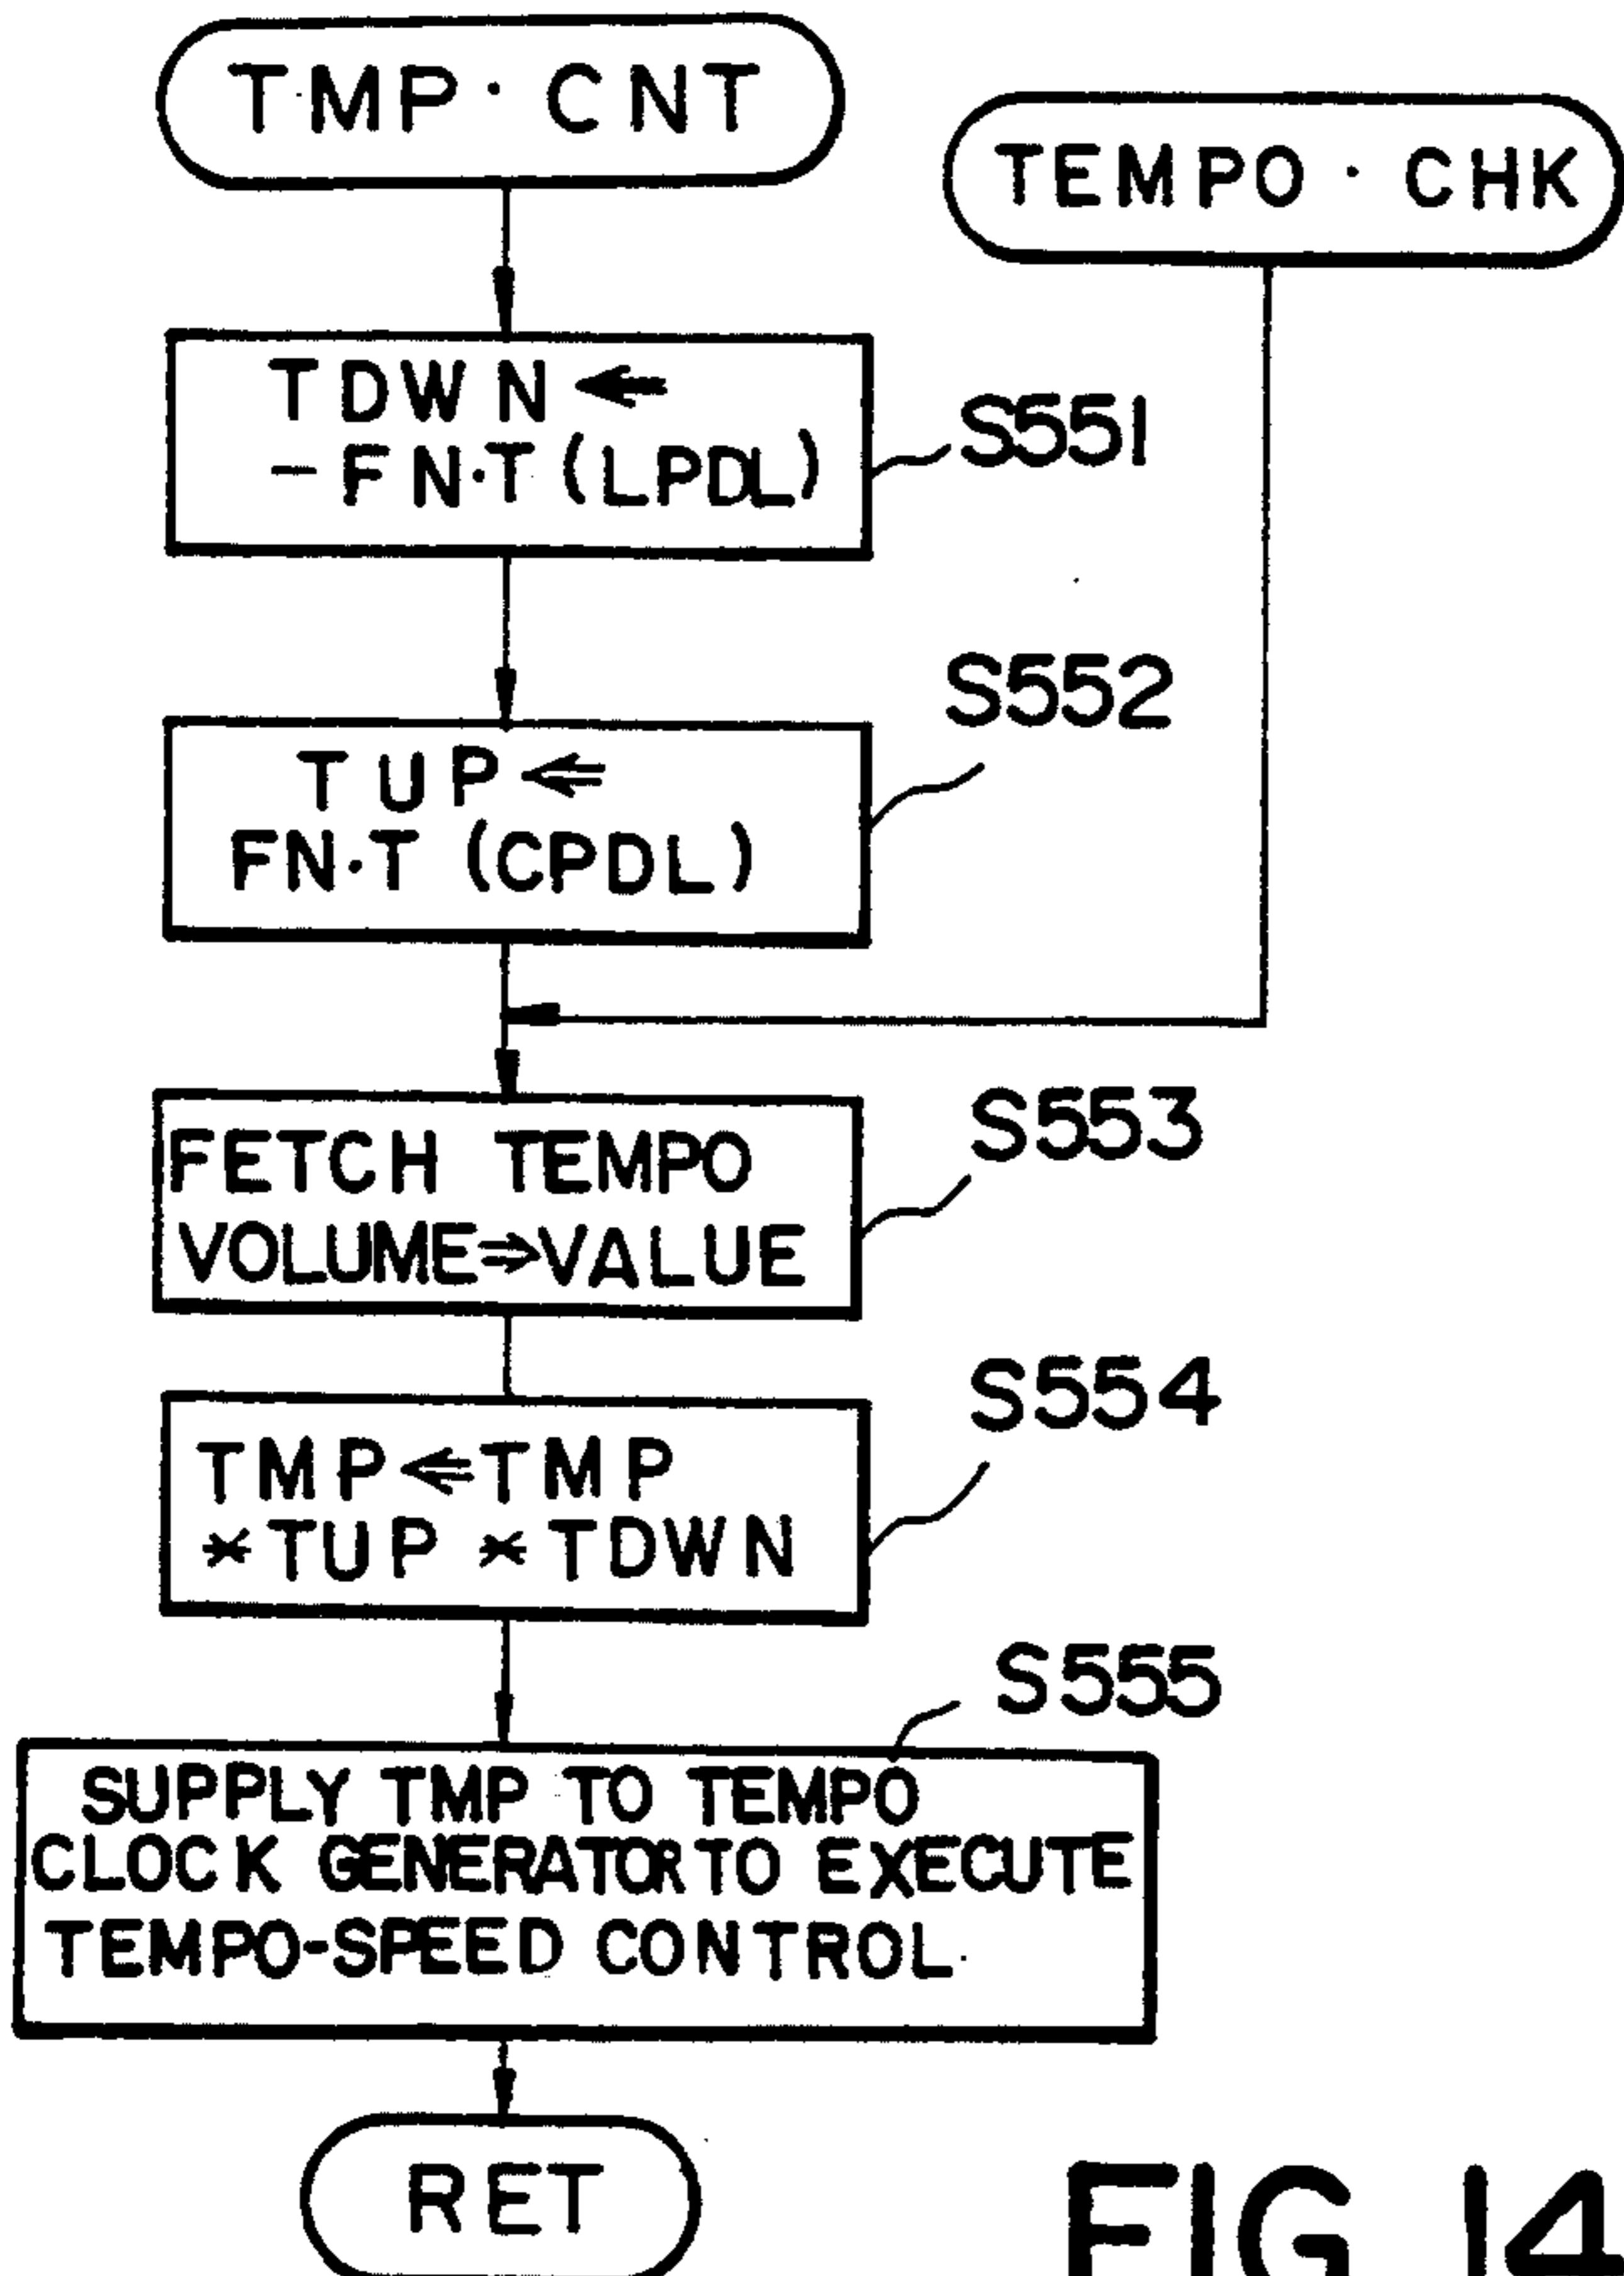 TMP·CNT
TEMPO·CHK
TDWN⇐
-FN·T(LPDL)
S551
S552
TUP⇐
FN·T (CPDL)
S553
FETCH TEMPO
VOLUME⇒VALUE
S554
TMP⇐TMP
*TUP*TDWN
S555
SUPPLY TMP TO TEMPO
CLOCK GENERATOR TO EXECUTE
TEMPO-SPEED CONTROL.
RET
FIG. 14